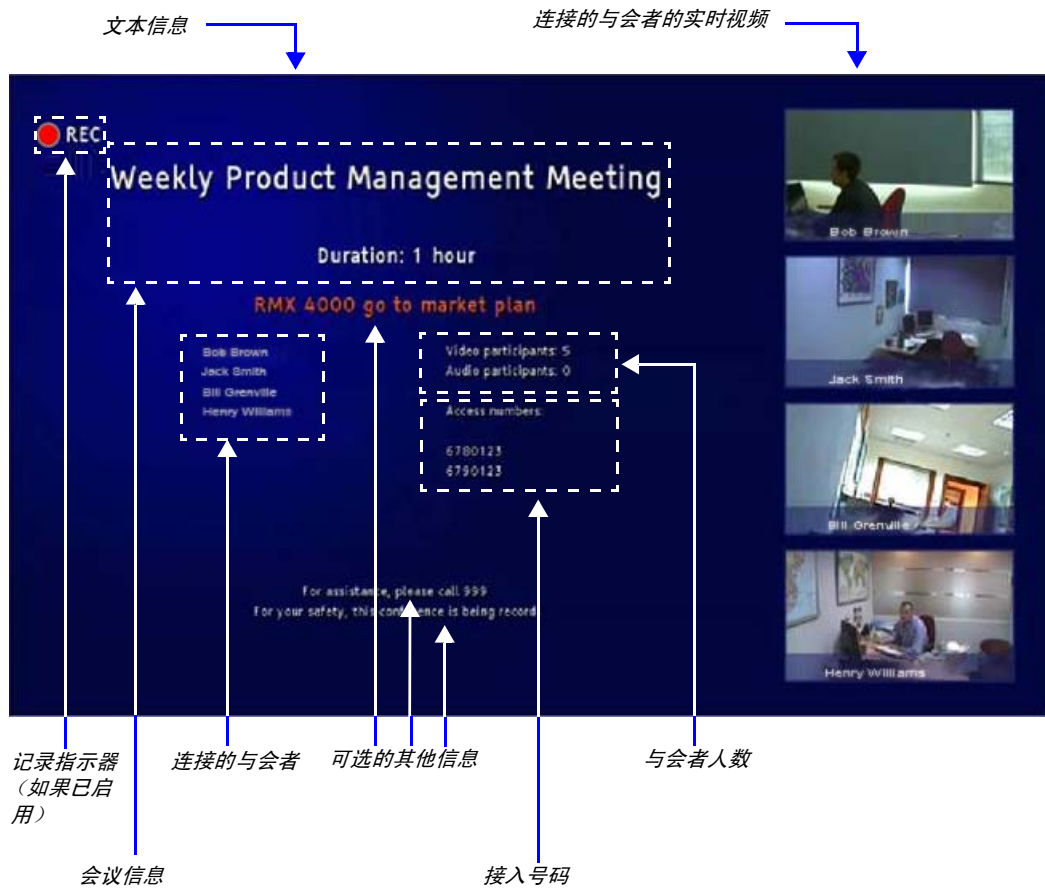 文本信息
连接的与会者的实时视频
REC
Weekly Product Management Meeting
Duration: 1 hour
RMX 4000 go to market plan
Bob Brown
Jack Smith
Bill Grenville
Henry Williams
Video participants: 5
Audio participants: 0
Access numbers:
6780123
6790123
For assistance, please call 999
For your safety, this conference is being record
Bob Brown
Jack Smith
Bill Grenville
Henry Williams
记录指示器
（如果已启
用）
连接的与会者
可选的其他信息
与会者人数
会议信息
接入号码